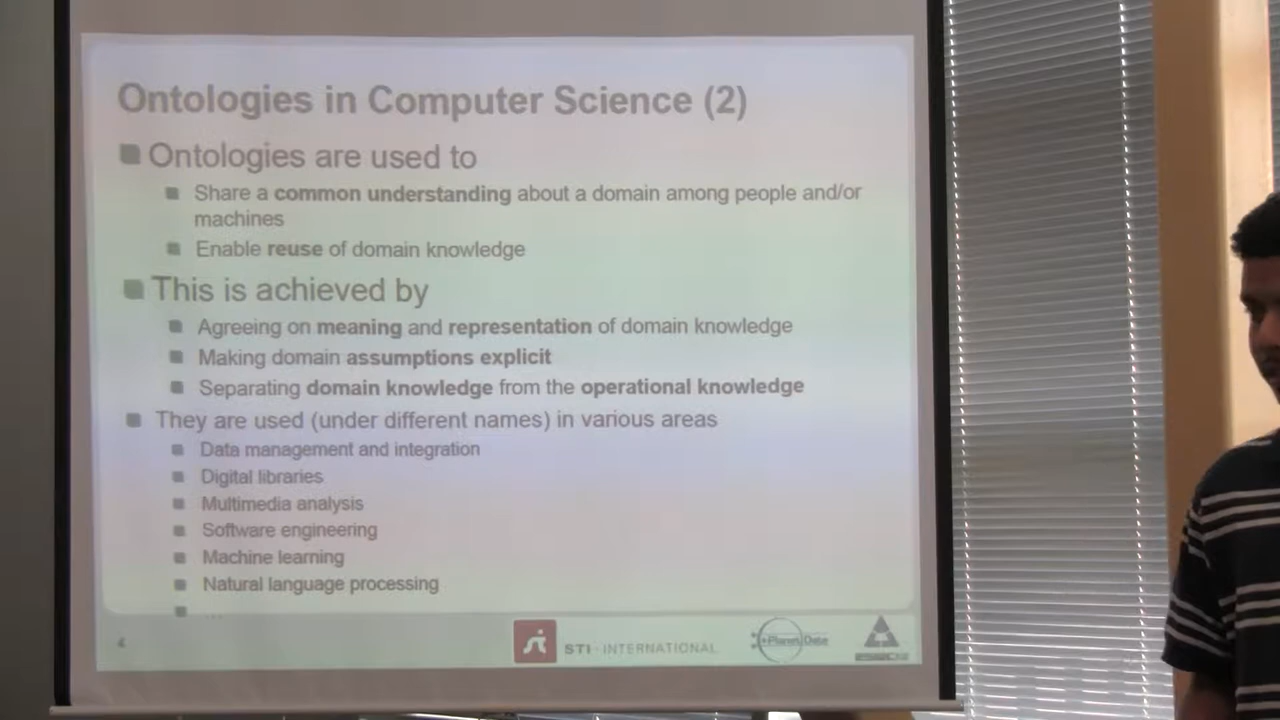 Ontologies in Computer Science (2)
Ontologies are used to
Share a common understanding about a domain among people and/or
machines
Enable reuse of domain knowledge
This is achieved by
Agreeing on meaning and representation of domain knowledge
Making domain assumptions explicit
Separating domain knowledge from the operational knowledge
They are used (under different names) in various areas
Data management and integration
Digital libraries
Multimedia analysis
Software engineering
Machine learning
Natural language processing
...
4
STI · INTERNATIONAL
PlanetData